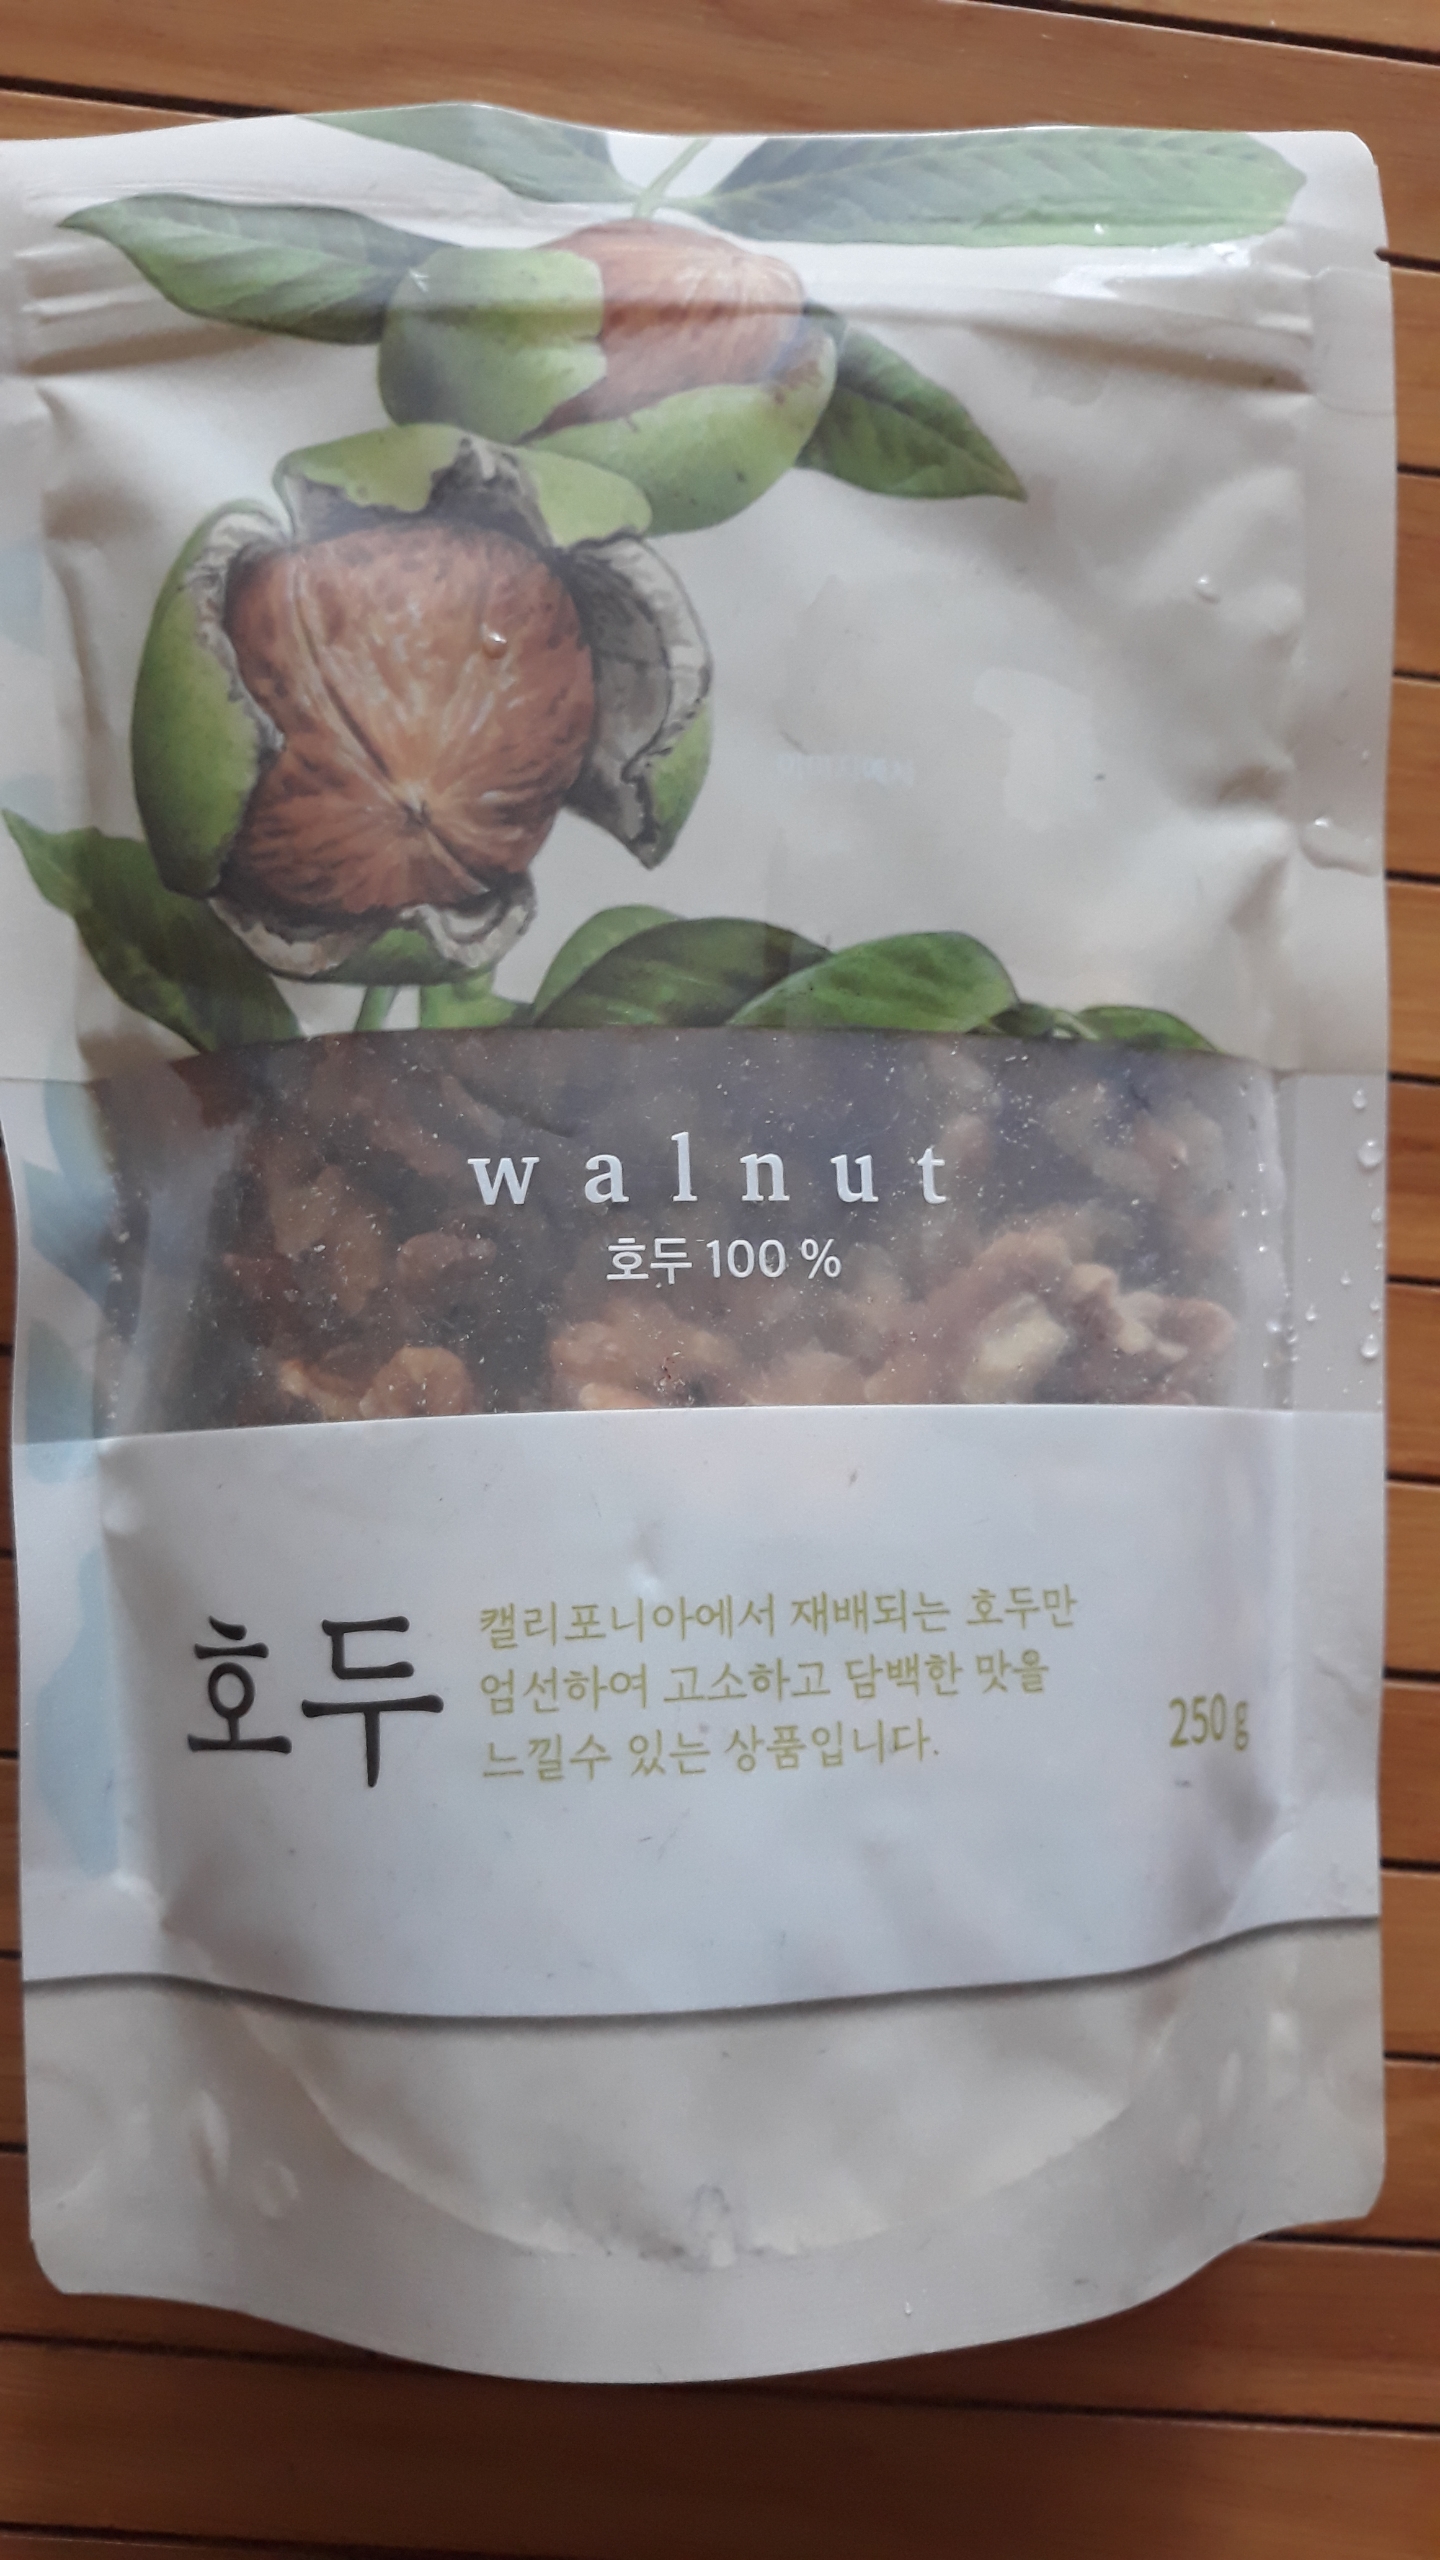 walnut
호두 100 %
호두
캘리포니아에서 재배되는 호두만
엄선하여 고소하고 담백한 맛을
느낄수 있는 상품입니다.
250 g